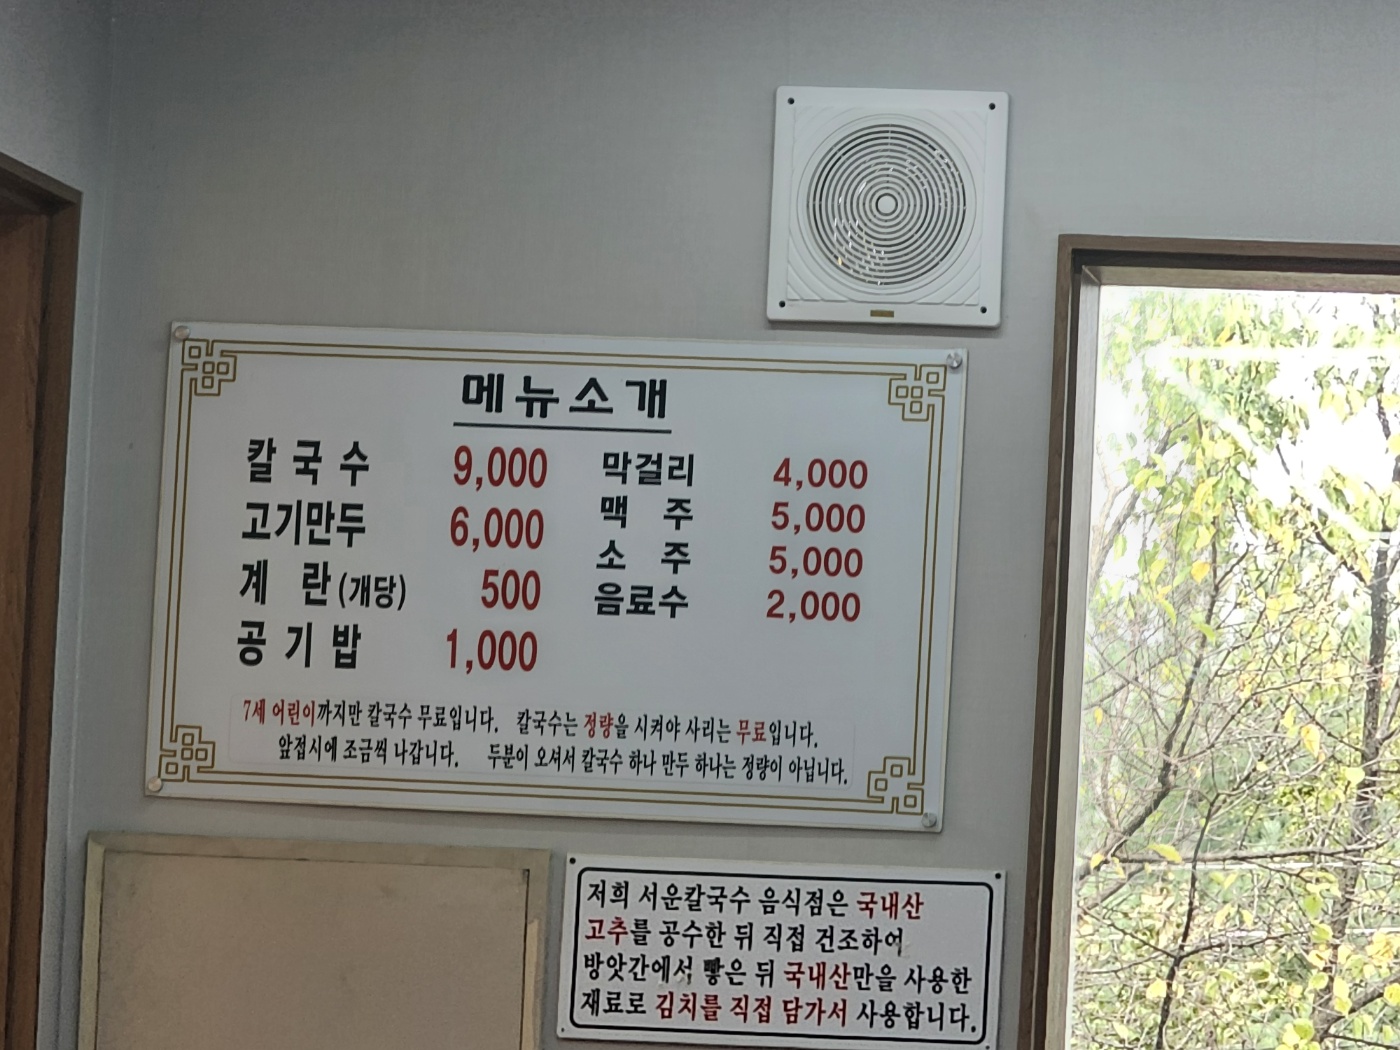 메뉴소개
칼국수 9,000
고기만두 6,000
계란(개당) 500
공기밥 1,000
막걸리 4,000
맥주 5,000
소주 5,000
음료수 2,000
7세 어린이까지만 칼국수 무료입니다. 칼국수는 정량을 시켜야 사리는 무료입니다.
앞접시에 조금씩 나갑니다. 두분이 오셔서 칼국수 하나 만두 하나는 정량이 아닙니다.
저희 서운칼국수 음식점은 국내산
고추를 공수한 뒤 직접 건조하여
방앗간에서 빻은 뒤 국내산만을 사용한
재료로 김치를 직접 담가서 사용합니다.